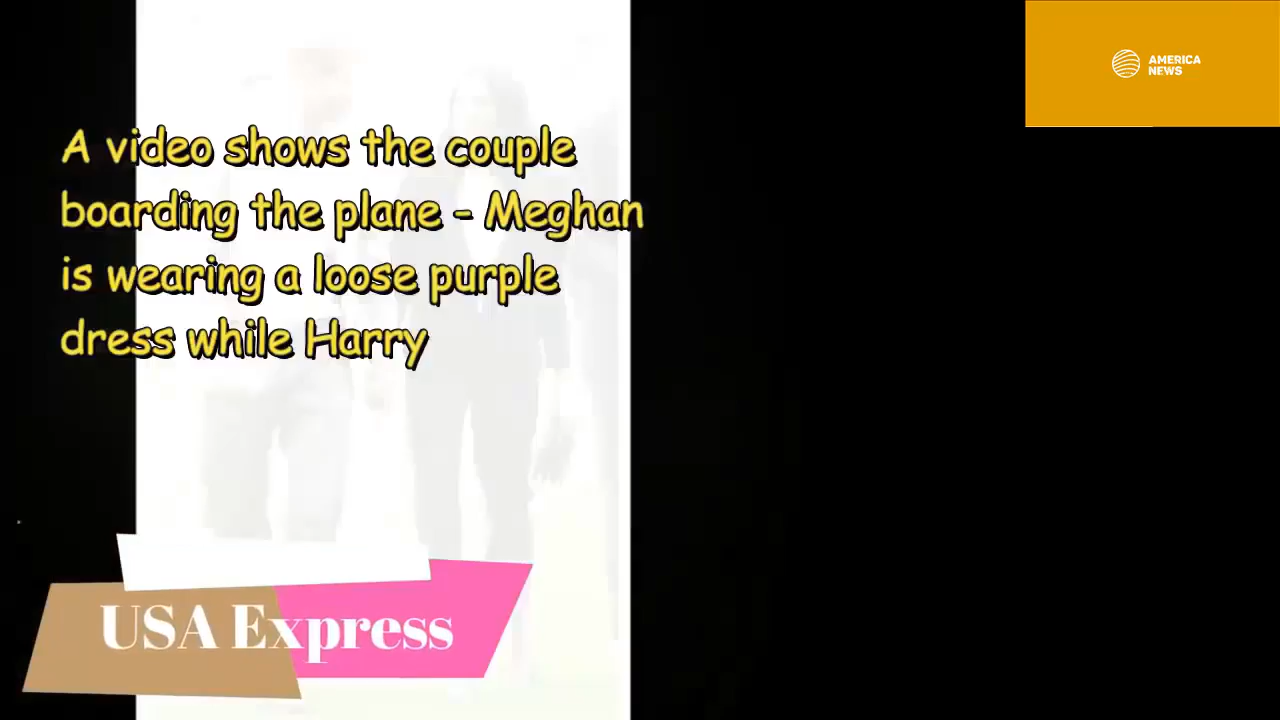 AMERICA
NEWS
A video shows the couple
boarding the plane – Meghan
is wearing a loose purple
dress while Harry
USA Express